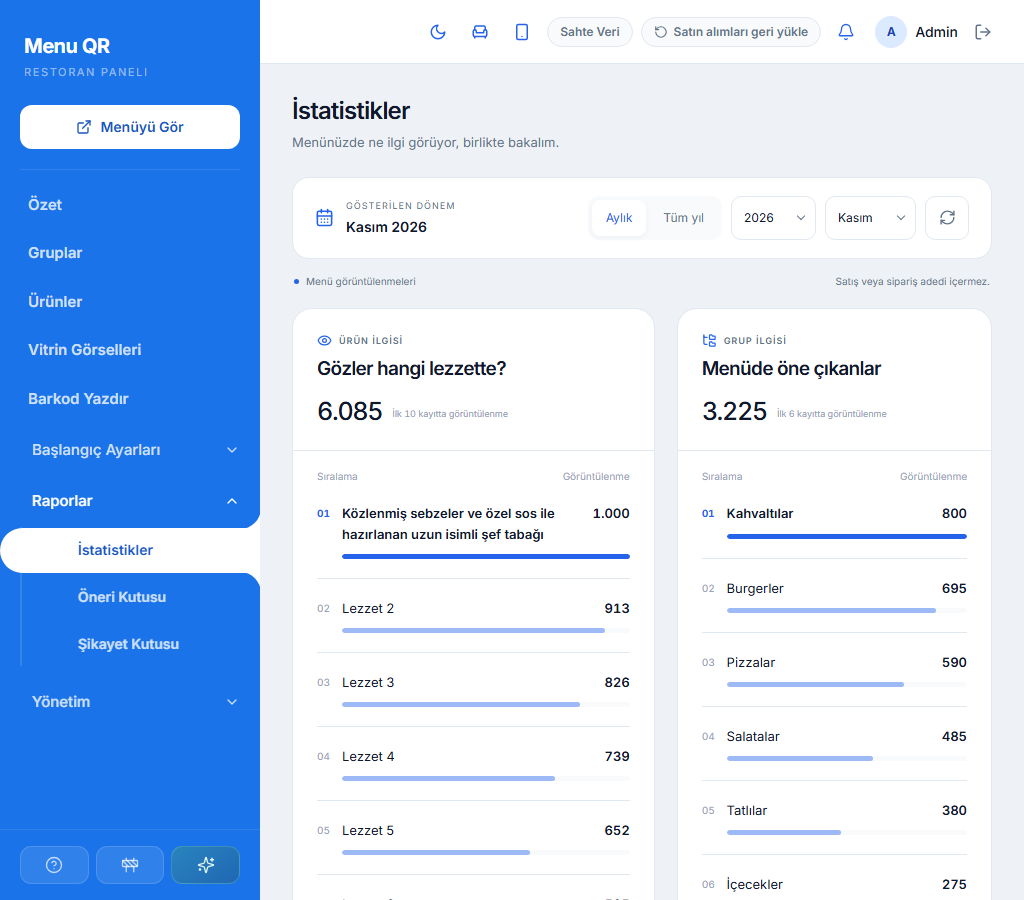 Menu QR
RESTORAN PANELİ
Menüyü Gör
Özet
Gruplar
Ürünler
Vitrin Görselleri
Barkod Yazdır
Başlangıç Ayarları
Raporlar
İstatistikler
Öneri Kutusu
Şikayet Kutusu
Yönetim
Sahte Veri
Satın alımları geri yükle
A
Admin
İstatistikler
Menünüzde ne ilgi görüyor, birlikte bakalım.
GÖSTERİLEN DÖNEM
Kasım 2026
Aylık
Tüm yıl
2026
Kasım
Menü görüntülenmeleri
Satış veya sipariş adedi içermez.
ÜRÜN İLGİSİ
Gözler hangi lezzette?
6.085 İlk 10 kayıtta görüntülenme
Sıralama Görüntülenme
01 Közlenmiş sebzeler ve özel sos ile 1.000
hazırlanan uzun isimli şef tabağı
02 Lezzet 2 913
03 Lezzet 3 826
04 Lezzet 4 739
05 Lezzet 5 652
GRUP İLGİSİ
Menüde öne çıkanlar
3.225 İlk 6 kayıtta görüntülenme
Sıralama Görüntülenme
01 Kahvaltılar 800
02 Burgerler 695
03 Pizzalar 590
04 Salatalar 485
05 Tatlılar 380
06 İçecekler 275